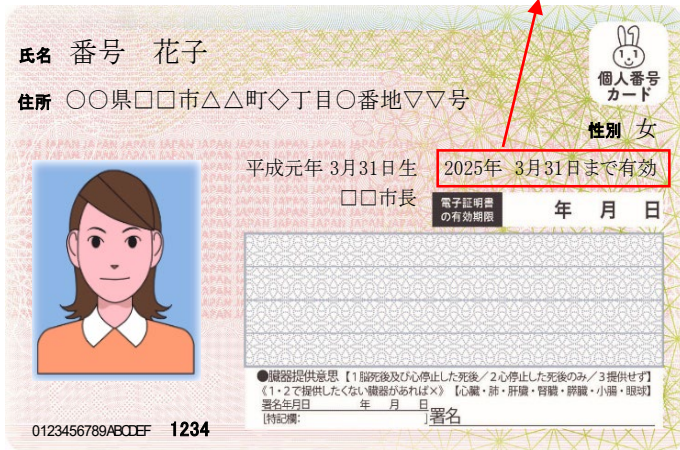 氏名 番号 花子
個人番号
カード
住所 ○○県□□市△△町◇丁目○番地▽▽号
性別 女
平成元年 3月31日生 2025年 3月31日まで有効
□□市長
電子証明書
の有効期限 年 月 日
●臓器提供意思【1 脳死後及び心停止した死後／2 心停止した死後のみ／3 提供せず】
《1・2で提供したくない臓器があれば×》【心臓・肺・肝臓・腎臓・膵臓・小腸・眼球】
署名年月日 年 月 日
[特記欄: ]署名
0123456789ABCDEF 1234